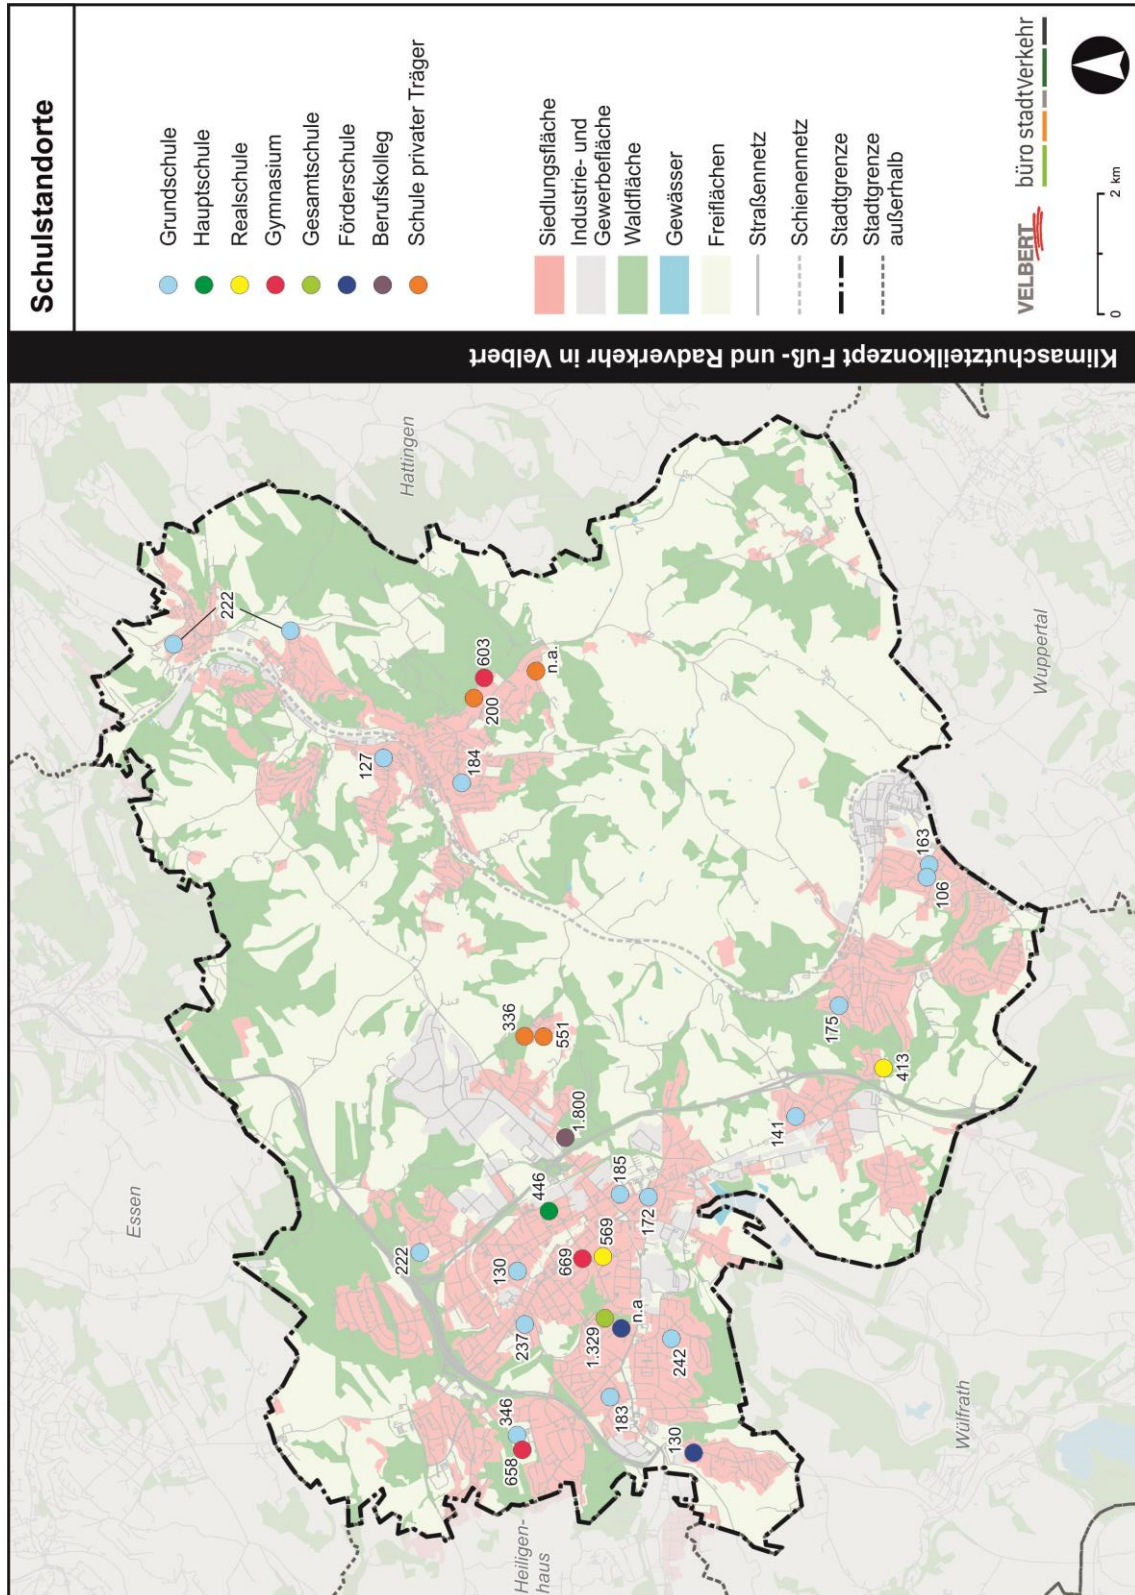 Schulstandorte
Grundschule
Hauptschule
Realschule
Gymnasium
Gesamtschule
Förderschule
Berufskolleg
Schule privater Träger
Siedlungsfläche
Industrie- und
Gewerbefläche
Waldfläche
Gewässer
Freiflächen
Straßennetz
Schienennetz
Stadtgrenze
Stadtgrenze
außerhalb
VELBERT
büro stadtVerkehr
0
2 km
Klimaschutzteilkonzept Fuß- und Radverkehr in Velbert
Essen
Hattingen
Wuppertal
Wülfrath
Heiligen-
haus
222
127
184
200
603
n.a.
336
551
1.800
446
222
130
237
346
658
669
569
1.329
n.a
183
242
130
185
172
141
413
175
106
163